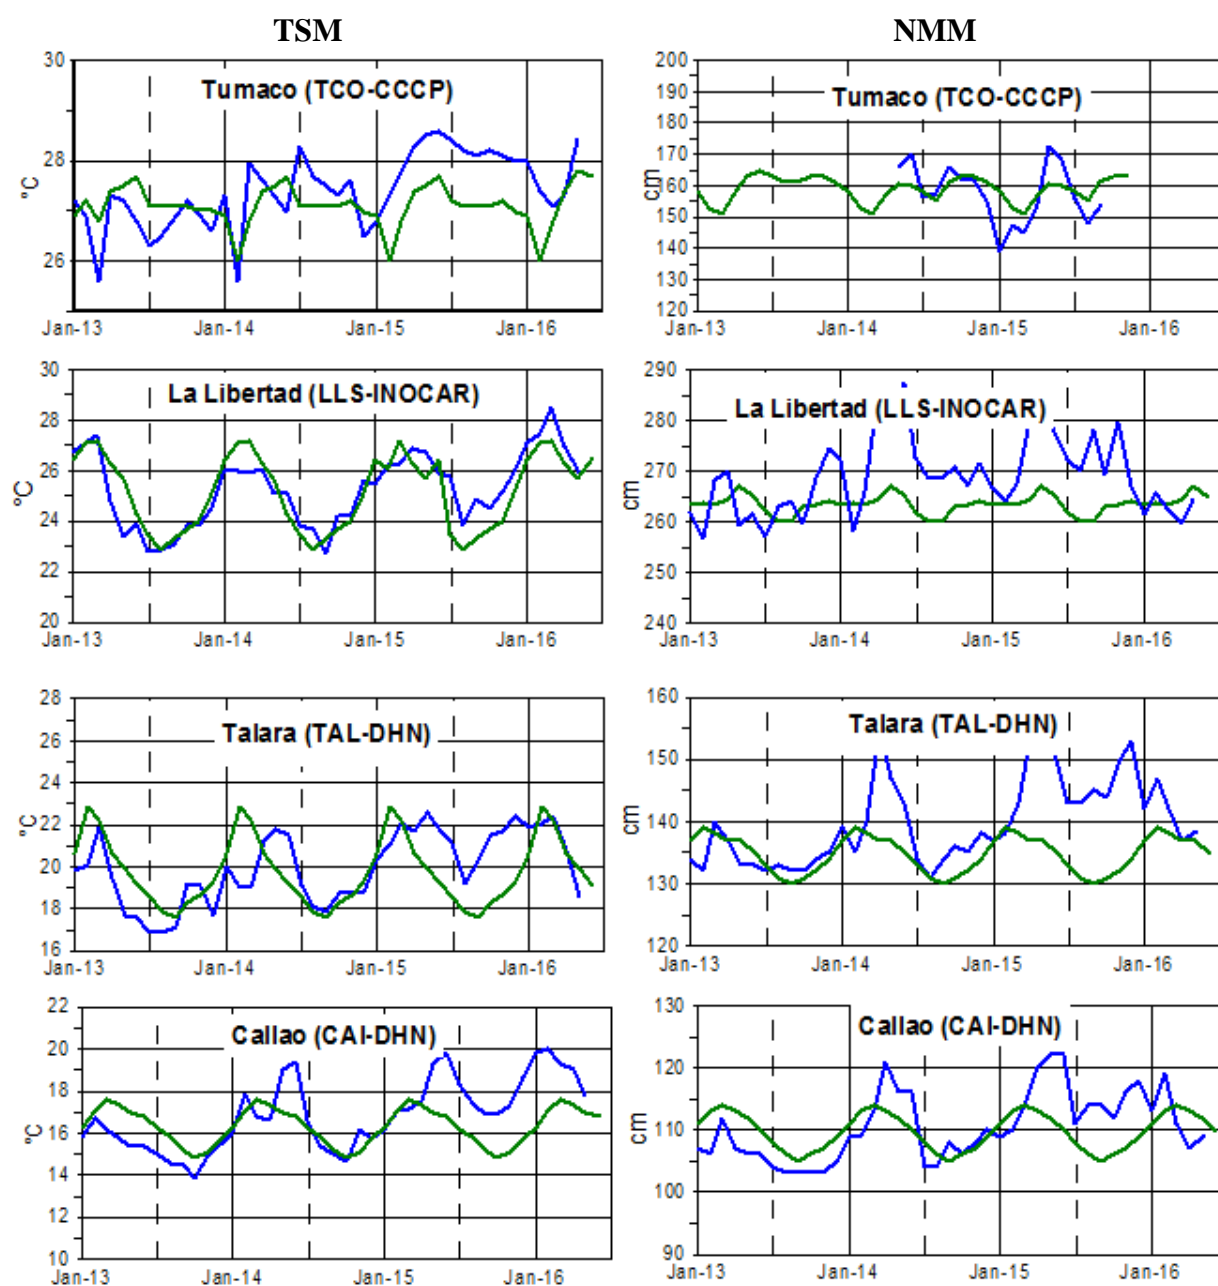 TSM
NMM
30
28
26
°C
Tumaco (TCO-CCCP)
Jan-13 Jan-14 Jan-15 Jan-16
200
190
180
170
160
150
140
130
120
cm
Tumaco (TCO-CCCP)
Jan-13 Jan-14 Jan-15 Jan-16
30
28
26
24
22
20
°C
La Libertad (LLS-INOCAR)
Jan-13 Jan-14 Jan-15 Jan-16
290
280
270
260
250
240
cm
La Libertad (LLS-INOCAR)
Jan-13 Jan-14 Jan-15 Jan-16
28
26
24
22
20
18
16
°C
Talara (TAL-DHN)
Jan-13 Jan-14 Jan-15 Jan-16
160
150
140
130
120
cm
Talara (TAL-DHN)
Jan-13 Jan-14 Jan-15 Jan-16
22
20
18
16
14
12
10
°C
Callao (CAI-DHN)
Jan-13 Jan-14 Jan-15 Jan-16
130
120
110
100
90
cm
Callao (CAI-DHN)
Jan-13 Jan-14 Jan-15 Jan-16